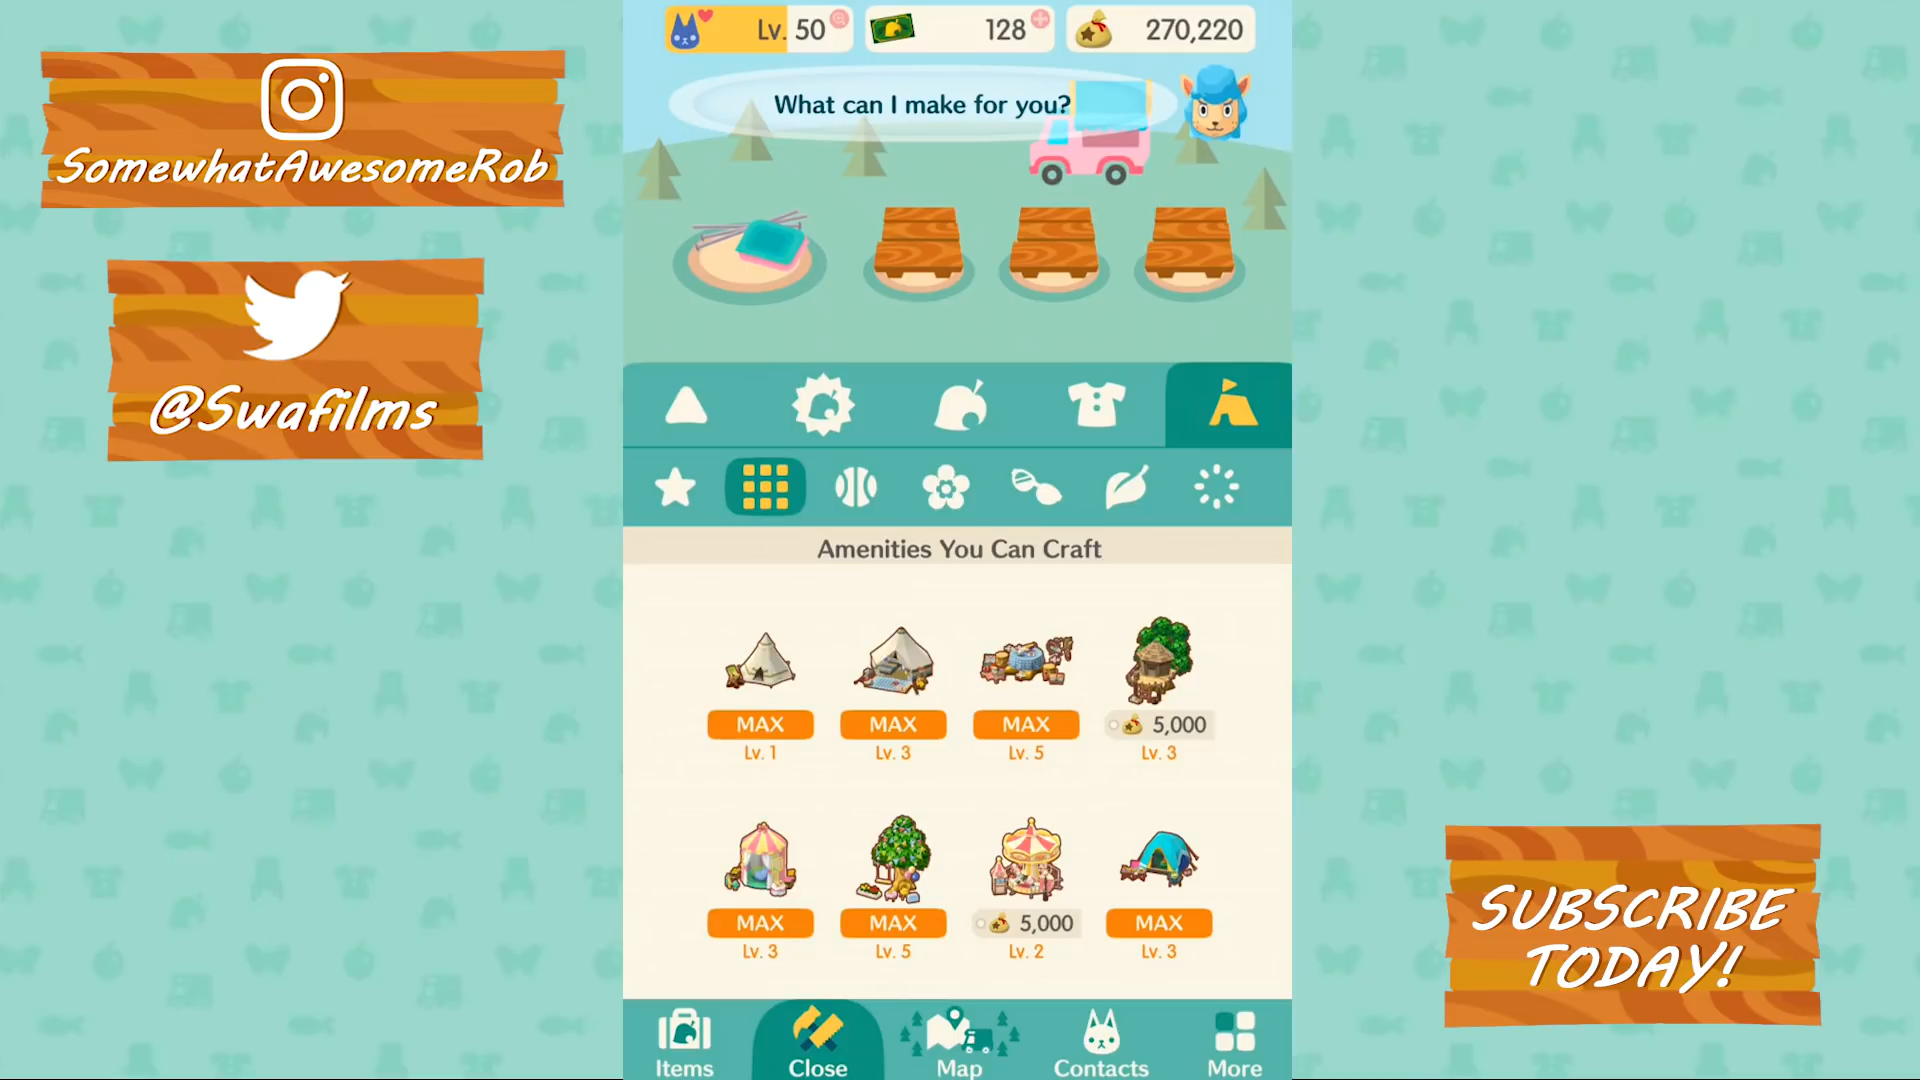 Lv. 50
128
270,220
What can I make for you?
SomewhatAwesomeRob
@Swafilms
Amenities You Can Craft
MAX
MAX
MAX
5,000
Lv. 1
Lv. 3
Lv. 5
Lv. 3
MAX
MAX
5,000
MAX
Lv. 3
Lv. 5
Lv. 2
Lv. 3
SUBSCRIBE
TODAY!
Items
Close
Map
Contacts
More